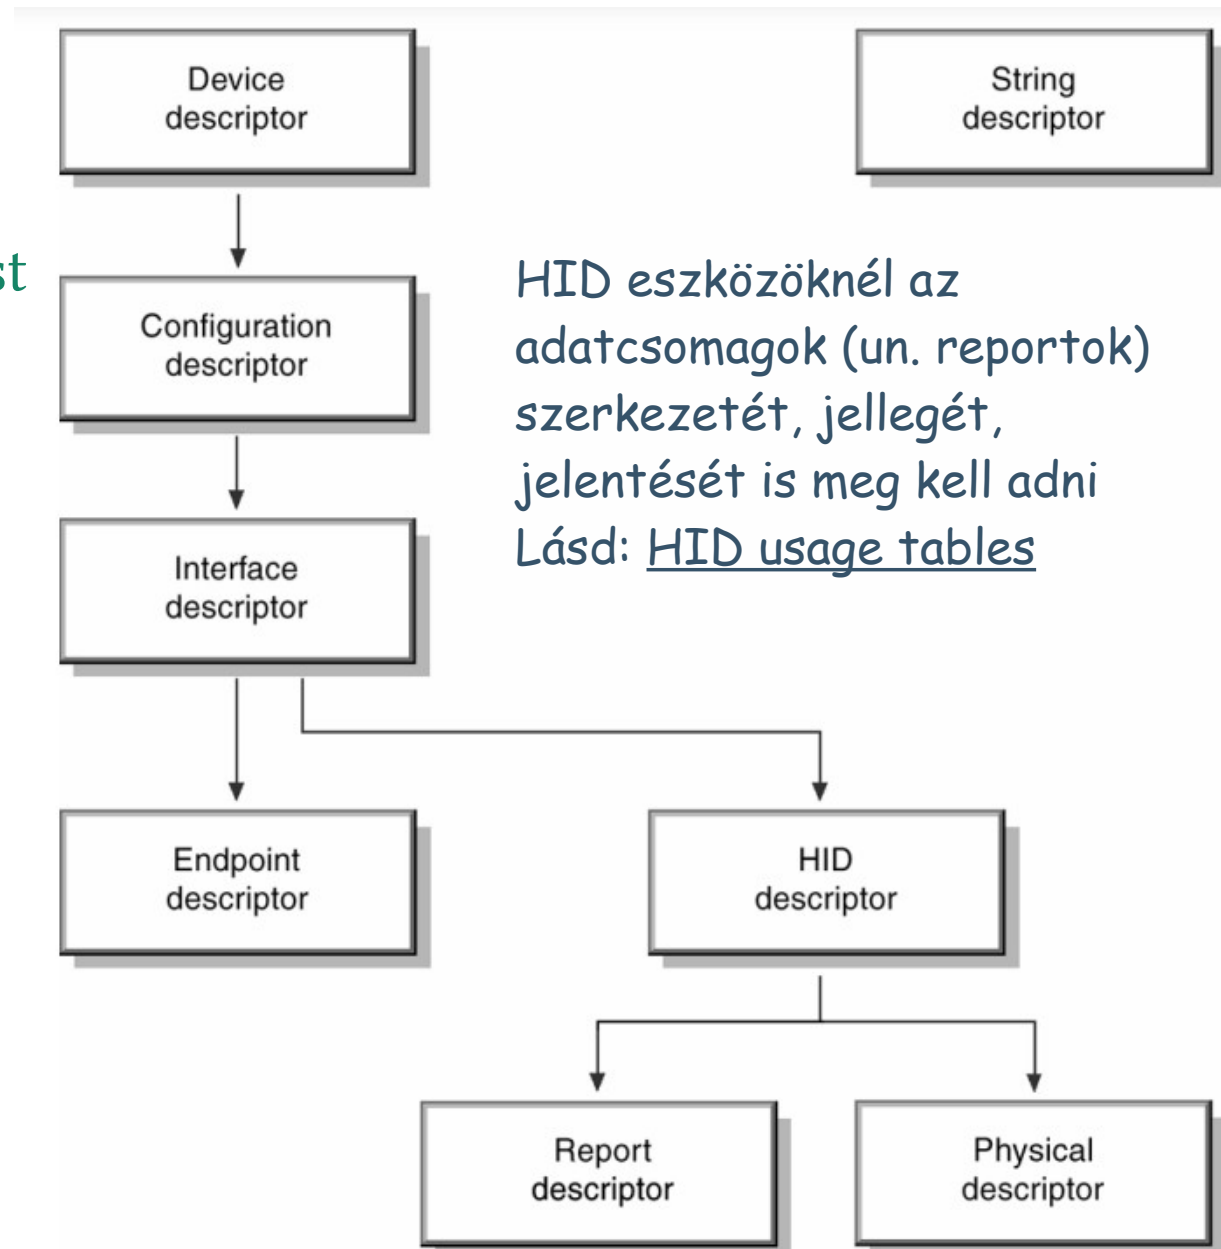 Device
descriptor
String
descriptor
st
HID eszközöknél az
adatcsomagok (un. reportok)
szerkezetét, jellegét,
jelentését is meg kell adni
Lásd: HID usage tables
Configuration
descriptor
Interface
descriptor
Endpoint
descriptor
HID
descriptor
Report
descriptor
Physical
descriptor